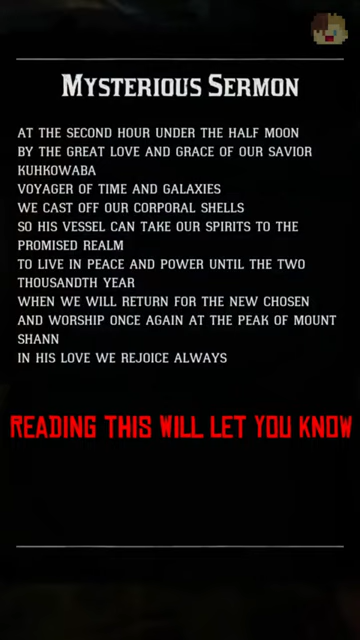 MYSTERIOUS SERMON
AT THE SECOND HOUR UNDER THE HALF MOON
BY THE GREAT LOVE AND GRACE OF OUR SAVIOR
KUHKOWABA
VOYAGER OF TIME AND GALAXIES
WE CAST OFF OUR CORPORAL SHELLS
SO HIS VESSEL CAN TAKE OUR SPIRITS TO THE
PROMISED REALM
TO LIVE IN PEACE AND POWER UNTIL THE TWO
THOUSANDTH YEAR
WHEN WE WILL RETURN FOR THE NEW CHOSEN
AND WORSHIP ONCE AGAIN AT THE PEAK OF MOUNT
SHANN
IN HIS LOVE WE REJOICE ALWAYS
READING THIS WILL LET YOU KNOW